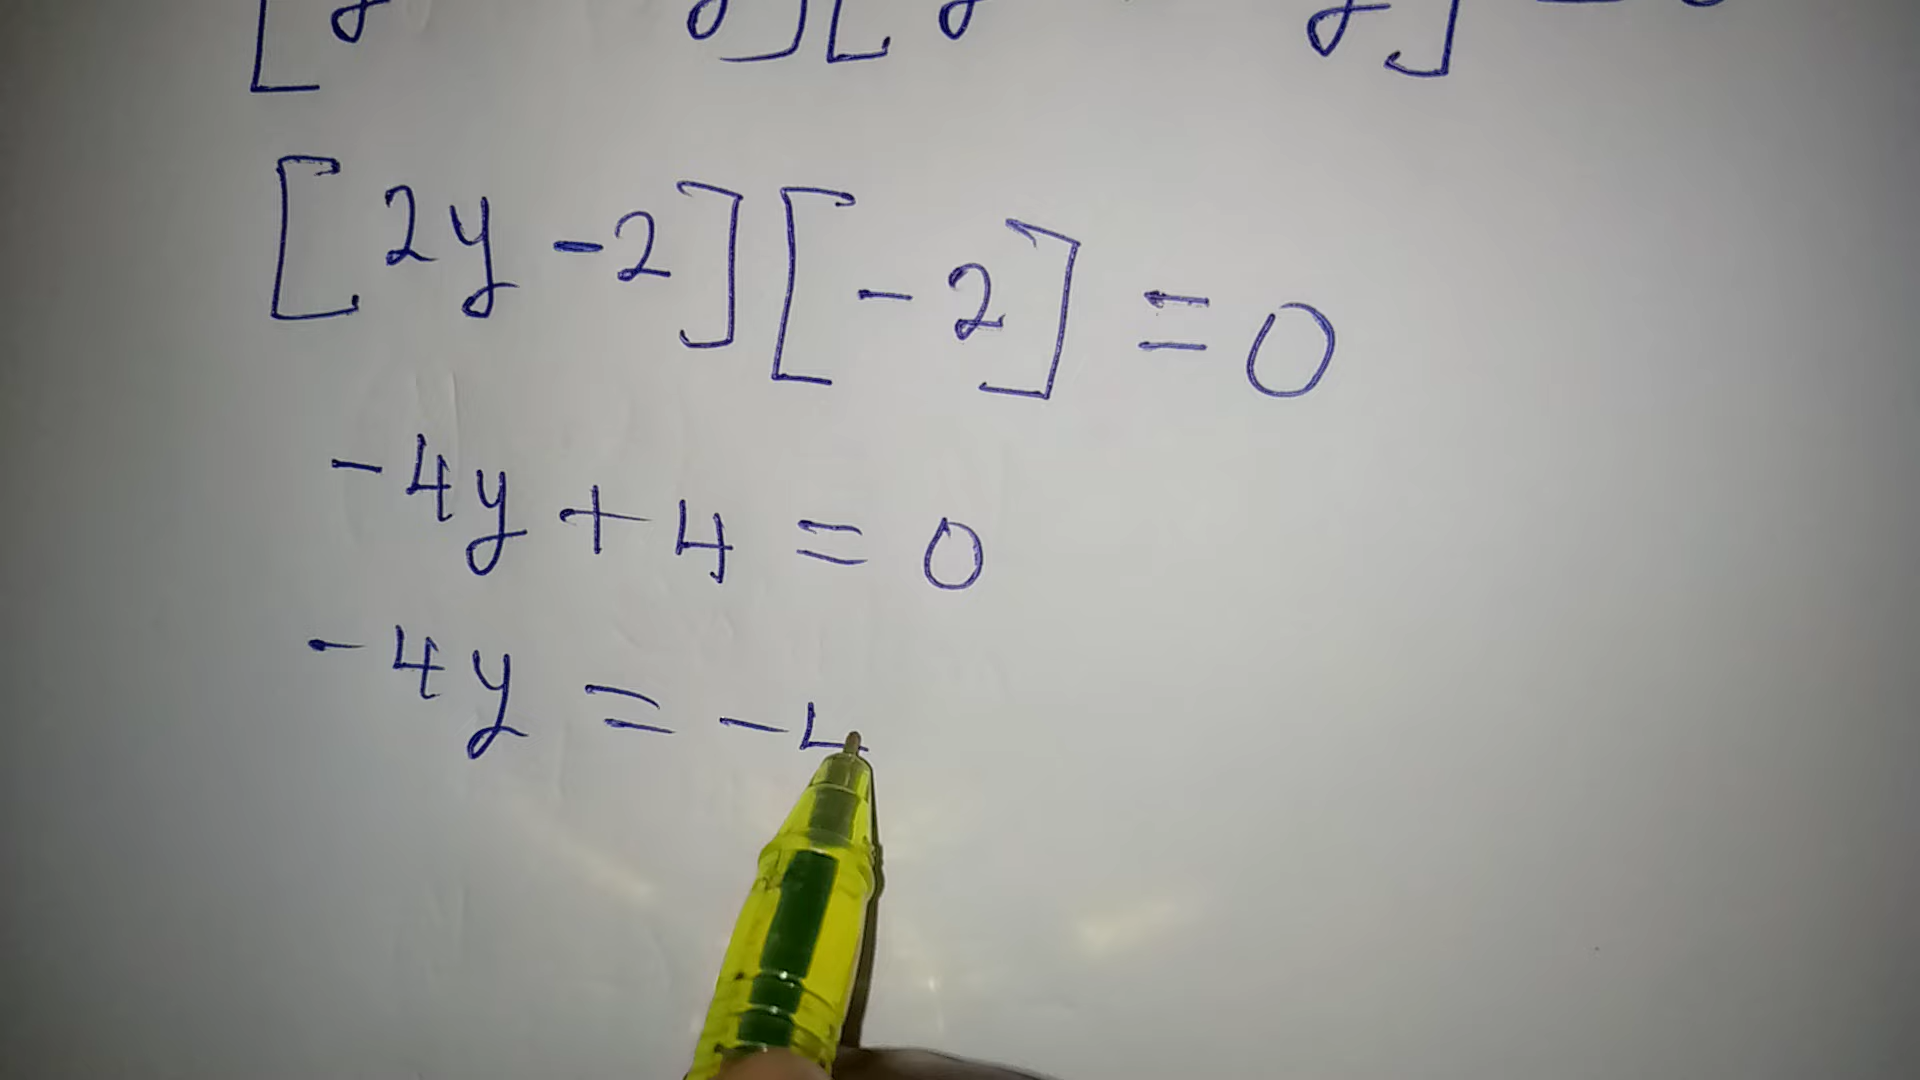 [2y - 2][- 2] = 0
-4y + 4 = 0
-4y = -4